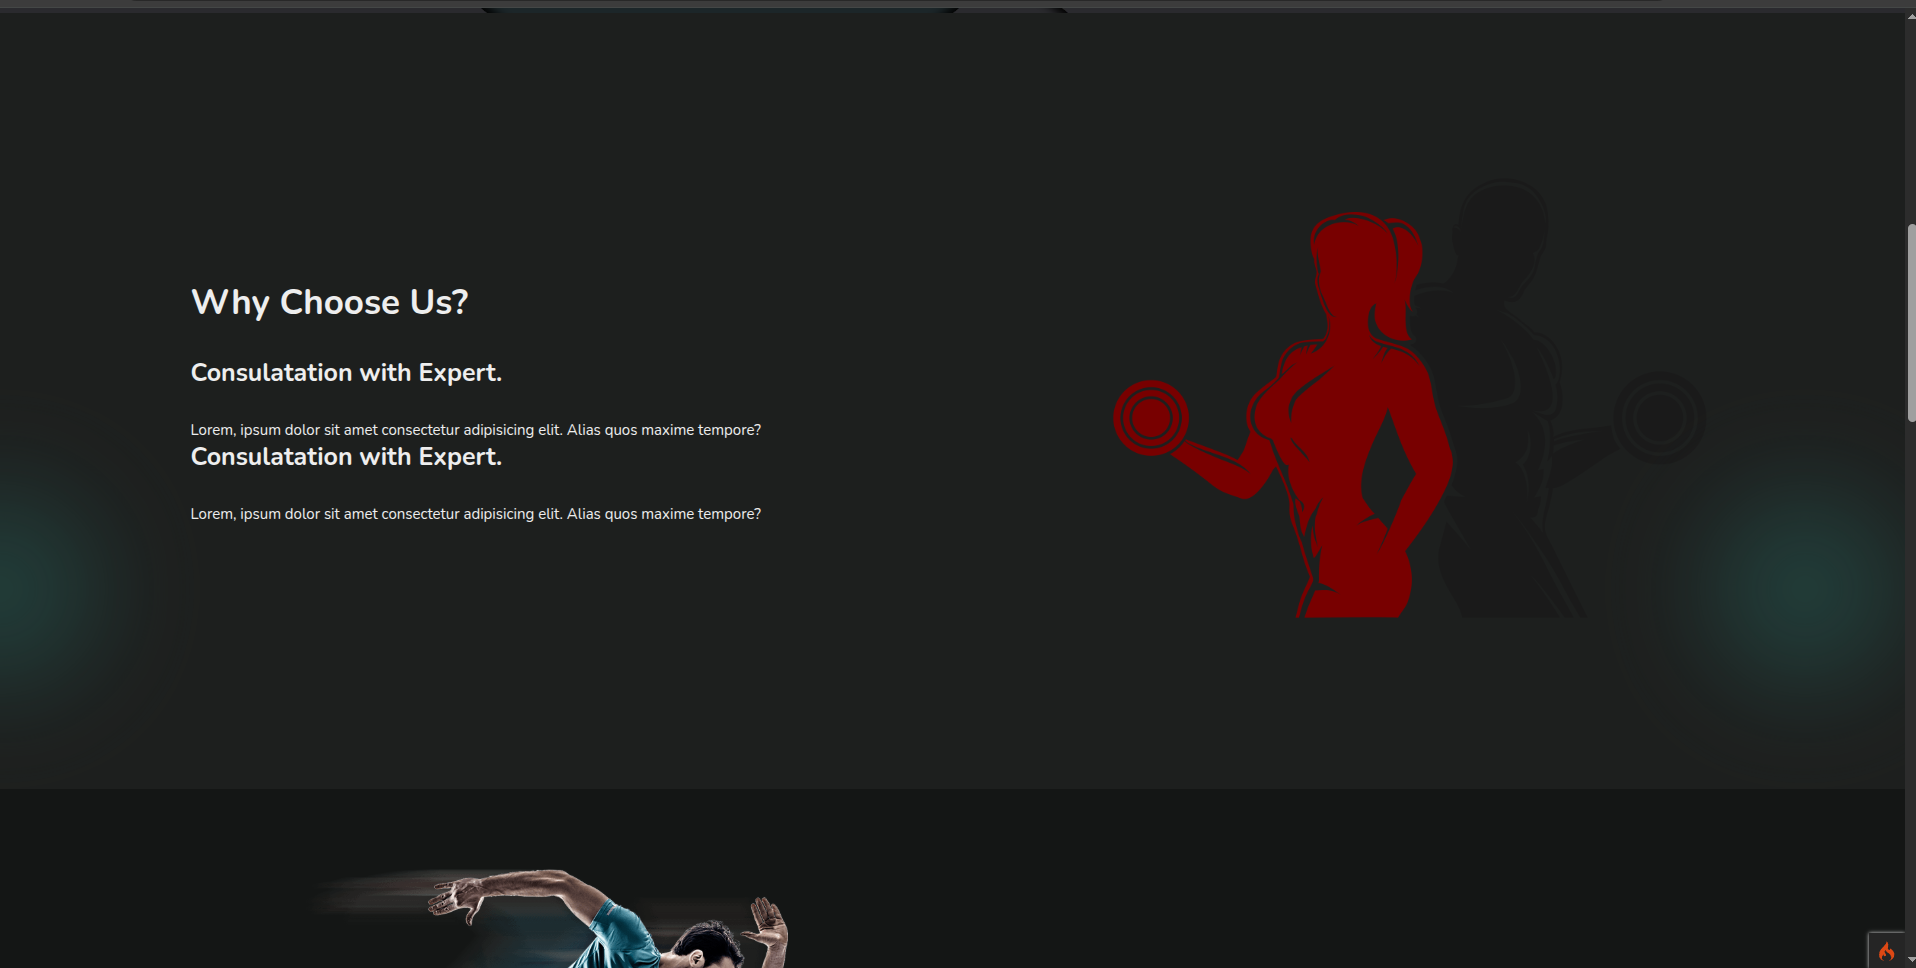 Why Choose Us?
Consulatation with Expert.
Lorem, ipsum dolor sit amet consectetur adipisicing elit. Alias quos maxime tempore?
Consulatation with Expert.
Lorem, ipsum dolor sit amet consectetur adipisicing elit. Alias quos maxime tempore?